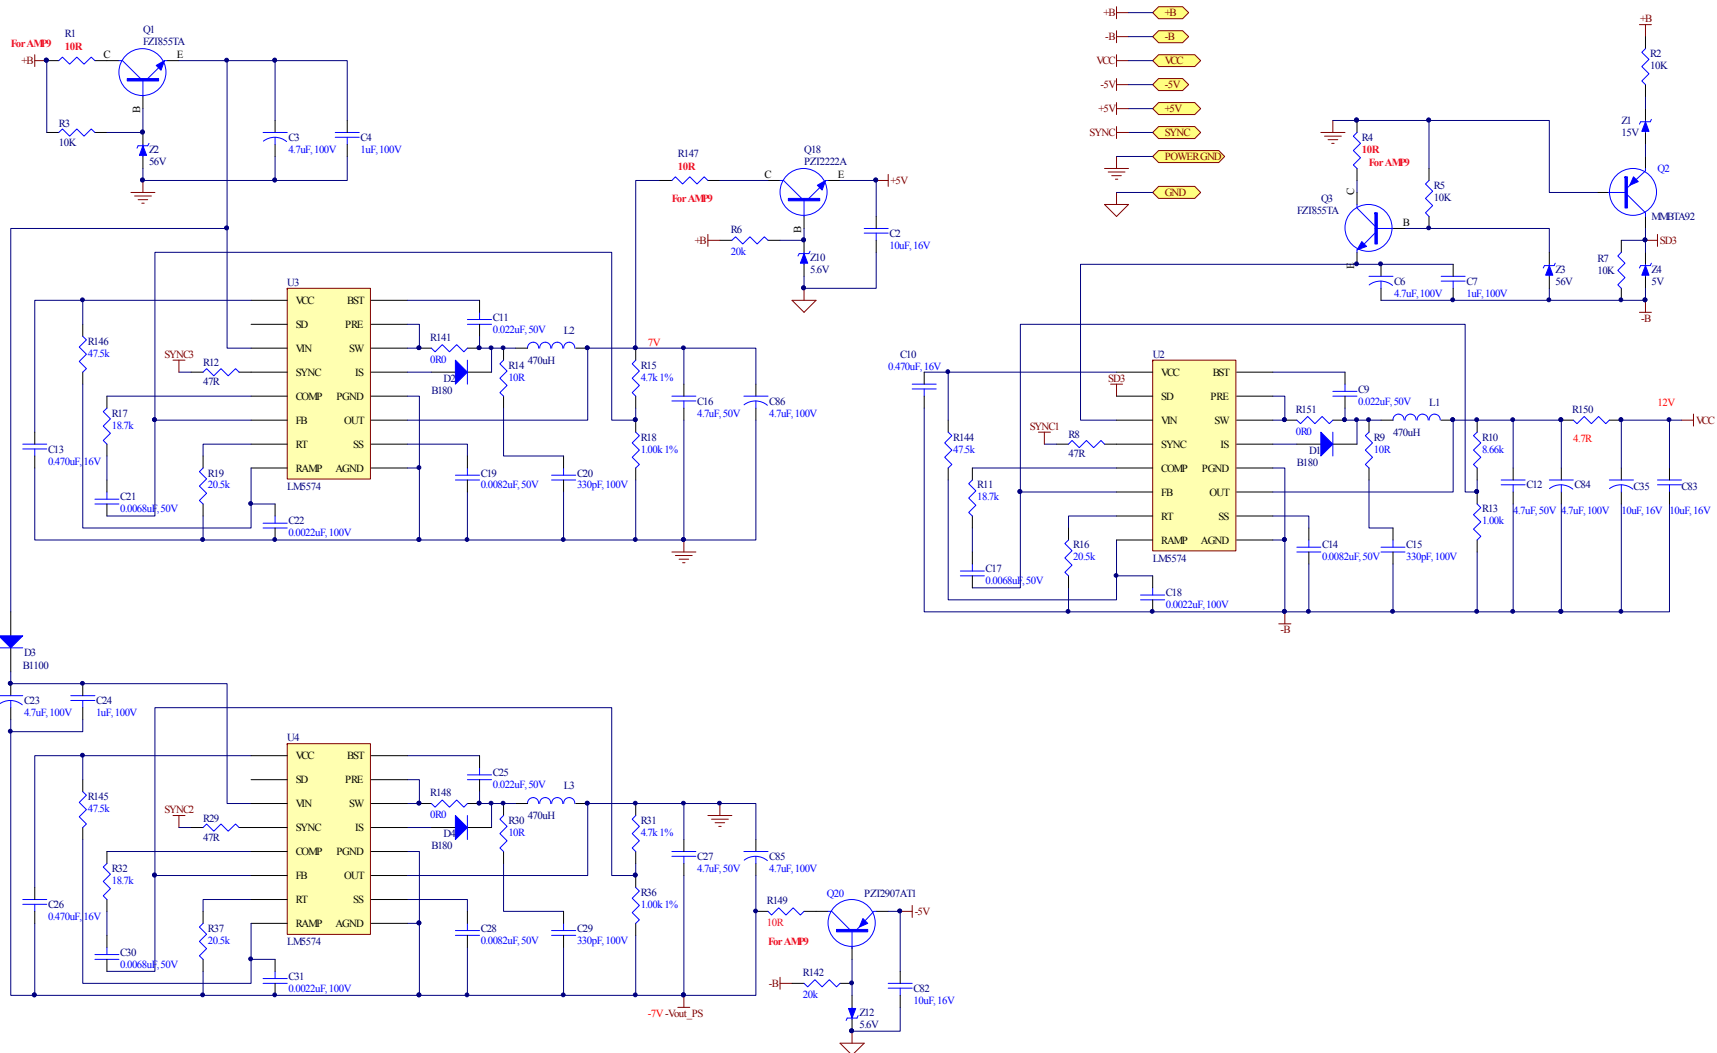 For AMP9
+B
R1
10R
Q1
FZT855TA
C
E
B
R3
10K
Z2
56V
C3
4.7uF, 100V
C4
1uF, 100V
+B
+B
-B
-B
VCC
VCC
-5V
-5V
+5V
+5V
SYNC
SYNC
POWER GND
GND
+B
R2
10K
Z1
15V
Q2
MMBTA92
R4
10R
For AMP9
R5
10K
C
B
E
Q3
FZT855TA
SD3
R7
10K
Z4
5V
Z3
56V
-B
C6
4.7uF, 100V
C7
1uF, 100V
R147
10R
For AMP9
Q18
PZT2222A
C
E
B
+5V
+B
R6
20k
Z10
5.6V
C2
10uF, 16V
U3
VCC
SD
VIN
SYNC
COMP
FB
RT
RAMP
BST
PRE
SW
IS
PGND
OUT
SS
AGND
LM5574
R146
47.5k
SYNC3
R12
47R
R17
18.7k
C13
0.470uF, 16V
C21
0.0068uF, 50V
R19
20.5k
C22
0.0022uF, 100V
C11
0.022uF, 50V
R141
0R0
D2
B180
R14
10R
L2
470uH
7V
R15
4.7k 1%
R18
1.00k 1%
C16
4.7uF, 50V
C86
4.7uF, 100V
C19
0.0082uF, 50V
C20
330pF, 100V
C10
0.470uF, 16V
U2
VCC
SD
VIN
SYNC
COMP
FB
RT
RAMP
BST
PRE
SW
IS
PGND
OUT
SS
AGND
LM5574
SD3
SYNC1
R8
47R
R144
47.5k
R11
18.7k
C17
0.0068uF, 50V
R16
20.5k
C18
0.0022uF, 100V
C9
0.022uF, 50V
R151
0R0
D1
B180
R9
10R
L1
470uH
R10
8.66k
R13
1.00k
C12
4.7uF, 50V
C84
4.7uF, 100V
R150
4.7R
C35
10uF, 16V
C83
10uF, 16V
12V
VCC
C14
0.0082uF, 50V
C15
330pF, 100V
-B
D3
B1100
C23
4.7uF, 100V
C24
1uF, 100V
U4
VCC
SD
VIN
SYNC
COMP
FB
RT
RAMP
BST
PRE
SW
IS
PGND
OUT
SS
AGND
LM5574
R145
47.5k
SYNC2
R29
47R
R32
18.7k
C26
0.470uF, 16V
C30
0.0068uF, 50V
R37
20.5k
C31
0.0022uF, 100V
C25
0.022uF, 50V
R148
0R0
D4
B180
R30
10R
L3
470uH
R31
4.7k 1%
R36
1.00k 1%
C27
4.7uF, 50V
C85
4.7uF, 100V
C28
0.0082uF, 50V
C29
330pF, 100V
-7V -Vout_PS
R149
10R
For AMP9
Q20
PZT2907AT1
-5V
-B
R142
20k
Z12
5.6V
C82
10uF, 16V